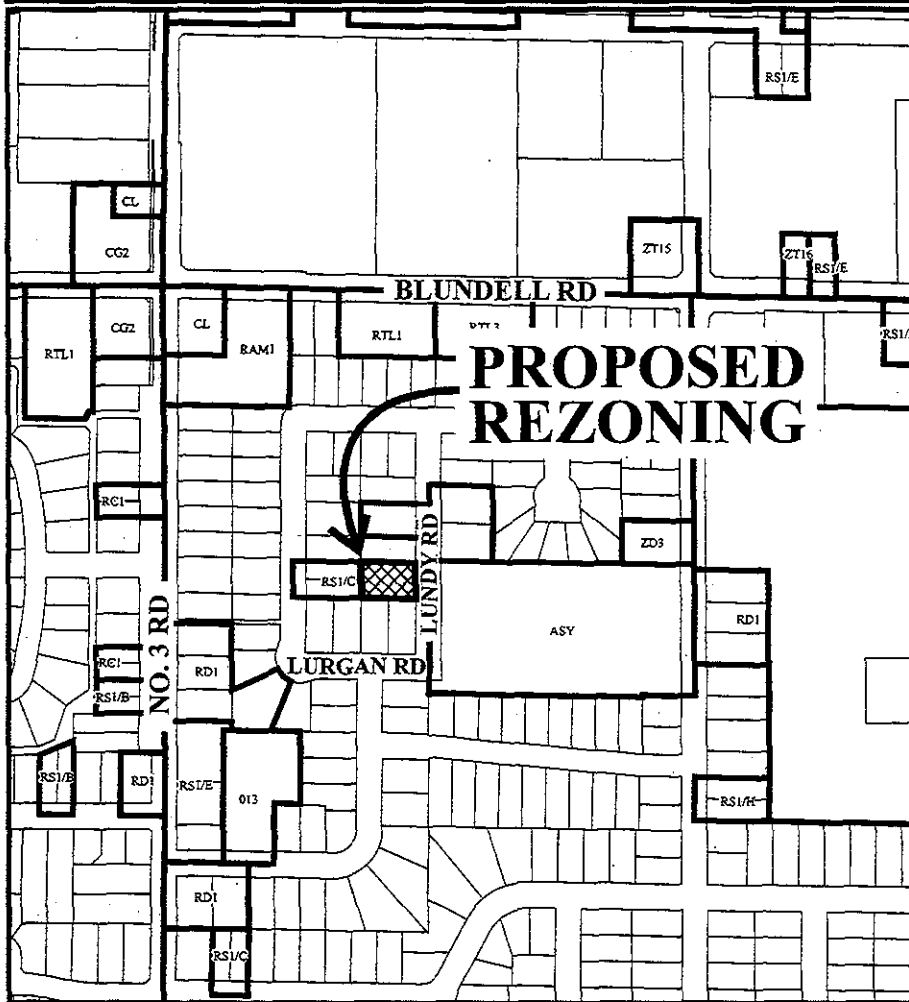 RS1/E
CL
CG2
ZT15
ZT16
RS1/E
BLUNDELL RD
RTL1
CG2
CL
RAM1
RTL1
RTL3
PROPOSED
REZONING
RC1
ZD3
RS1/C
LUNDY RD
ASY
RD1
NO. 3 RD
RC1
RS1/B
RD1
LURGAN RD
RS1/B
RD1
RS1/E
013
RS1/H
RD1
RS1/C